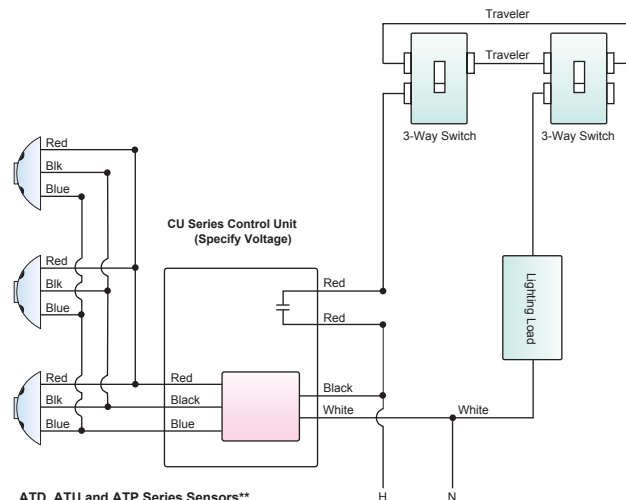 Traveler
Traveler
3-Way Switch
3-Way Switch
Red
Blk
Blue
CU Series Control Unit
(Specify Voltage)
Red
Blk
Blue
Red
Red
Lighting Load
Red
Blk
Blue
Red
Black
Blue
Black
White
White
ATD, ATU and ATP Series Sensors**
H
N